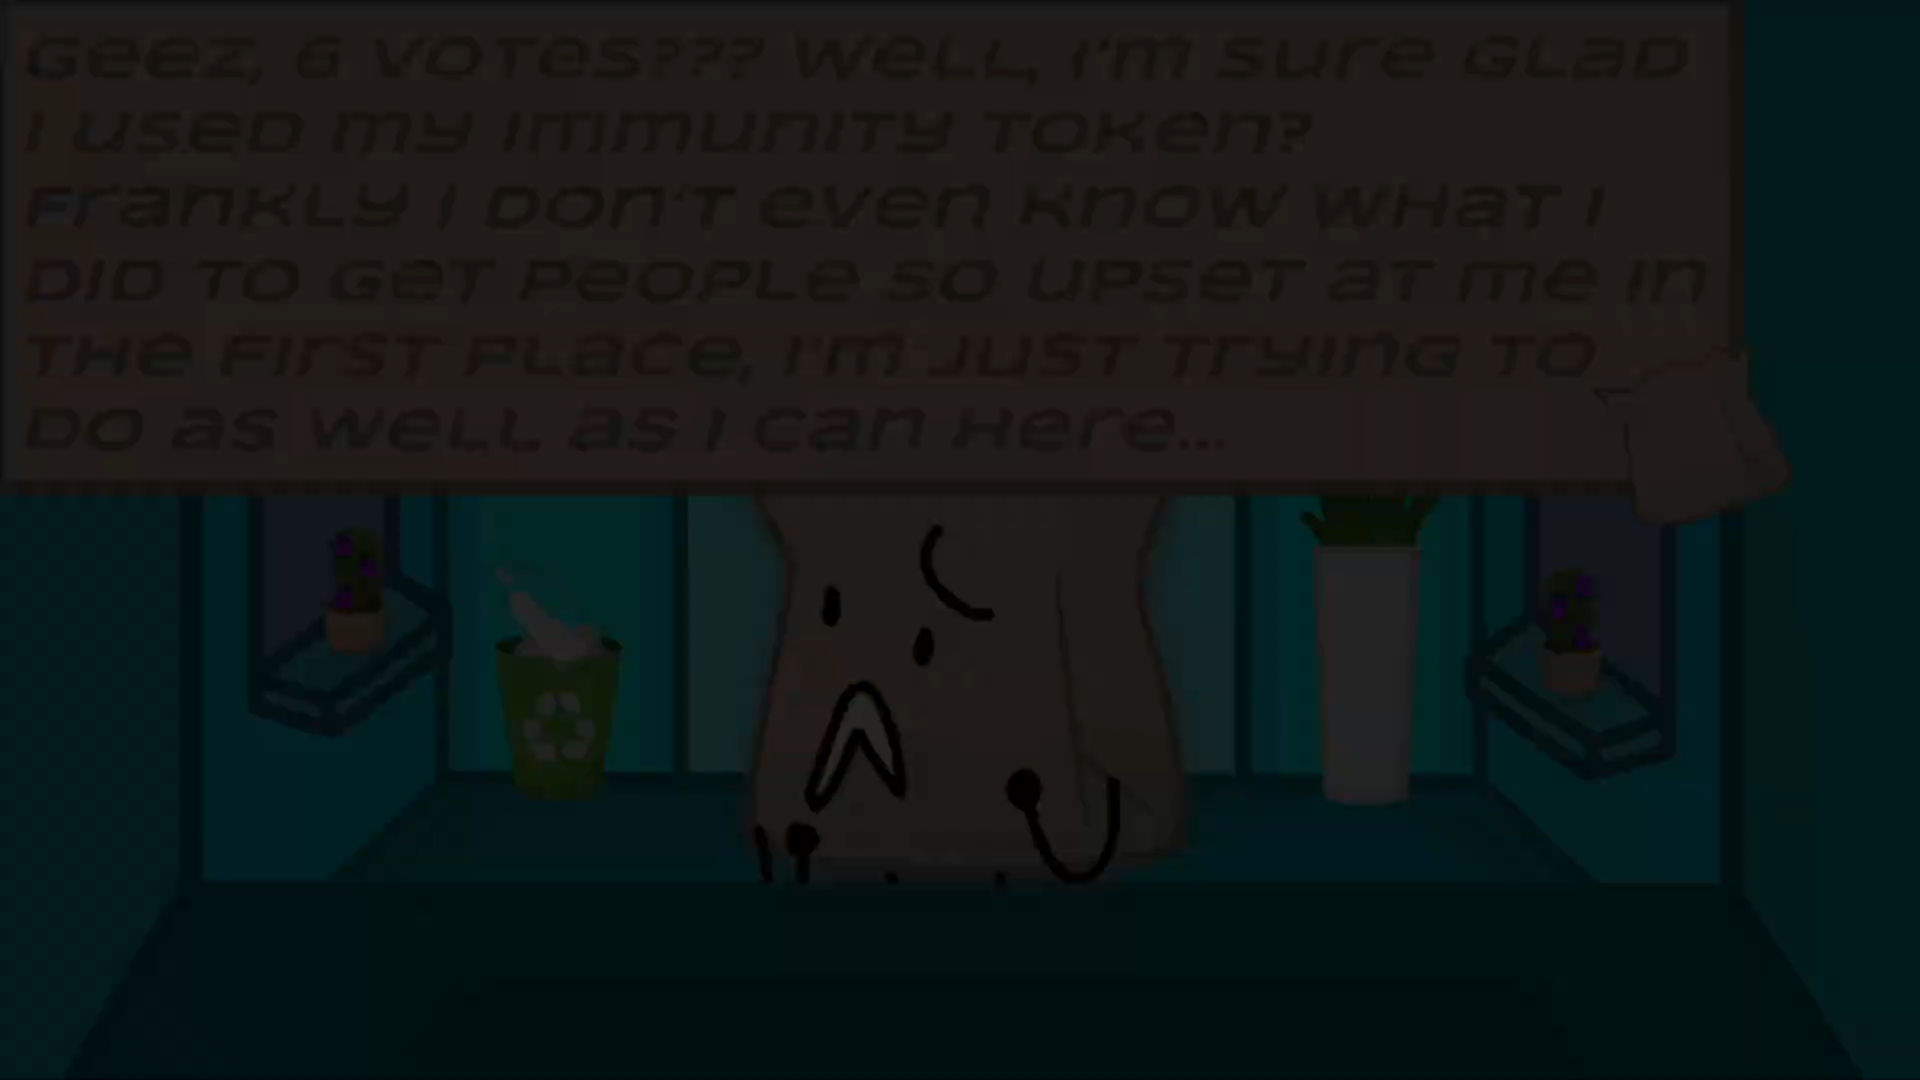 Geez, 6 votes??? Well, I'm sure glad
I used my immunity token?
Frankly I don't even know what I
did to get people so upset at me in
the first place, I'm just trying to
do as well as I can here...